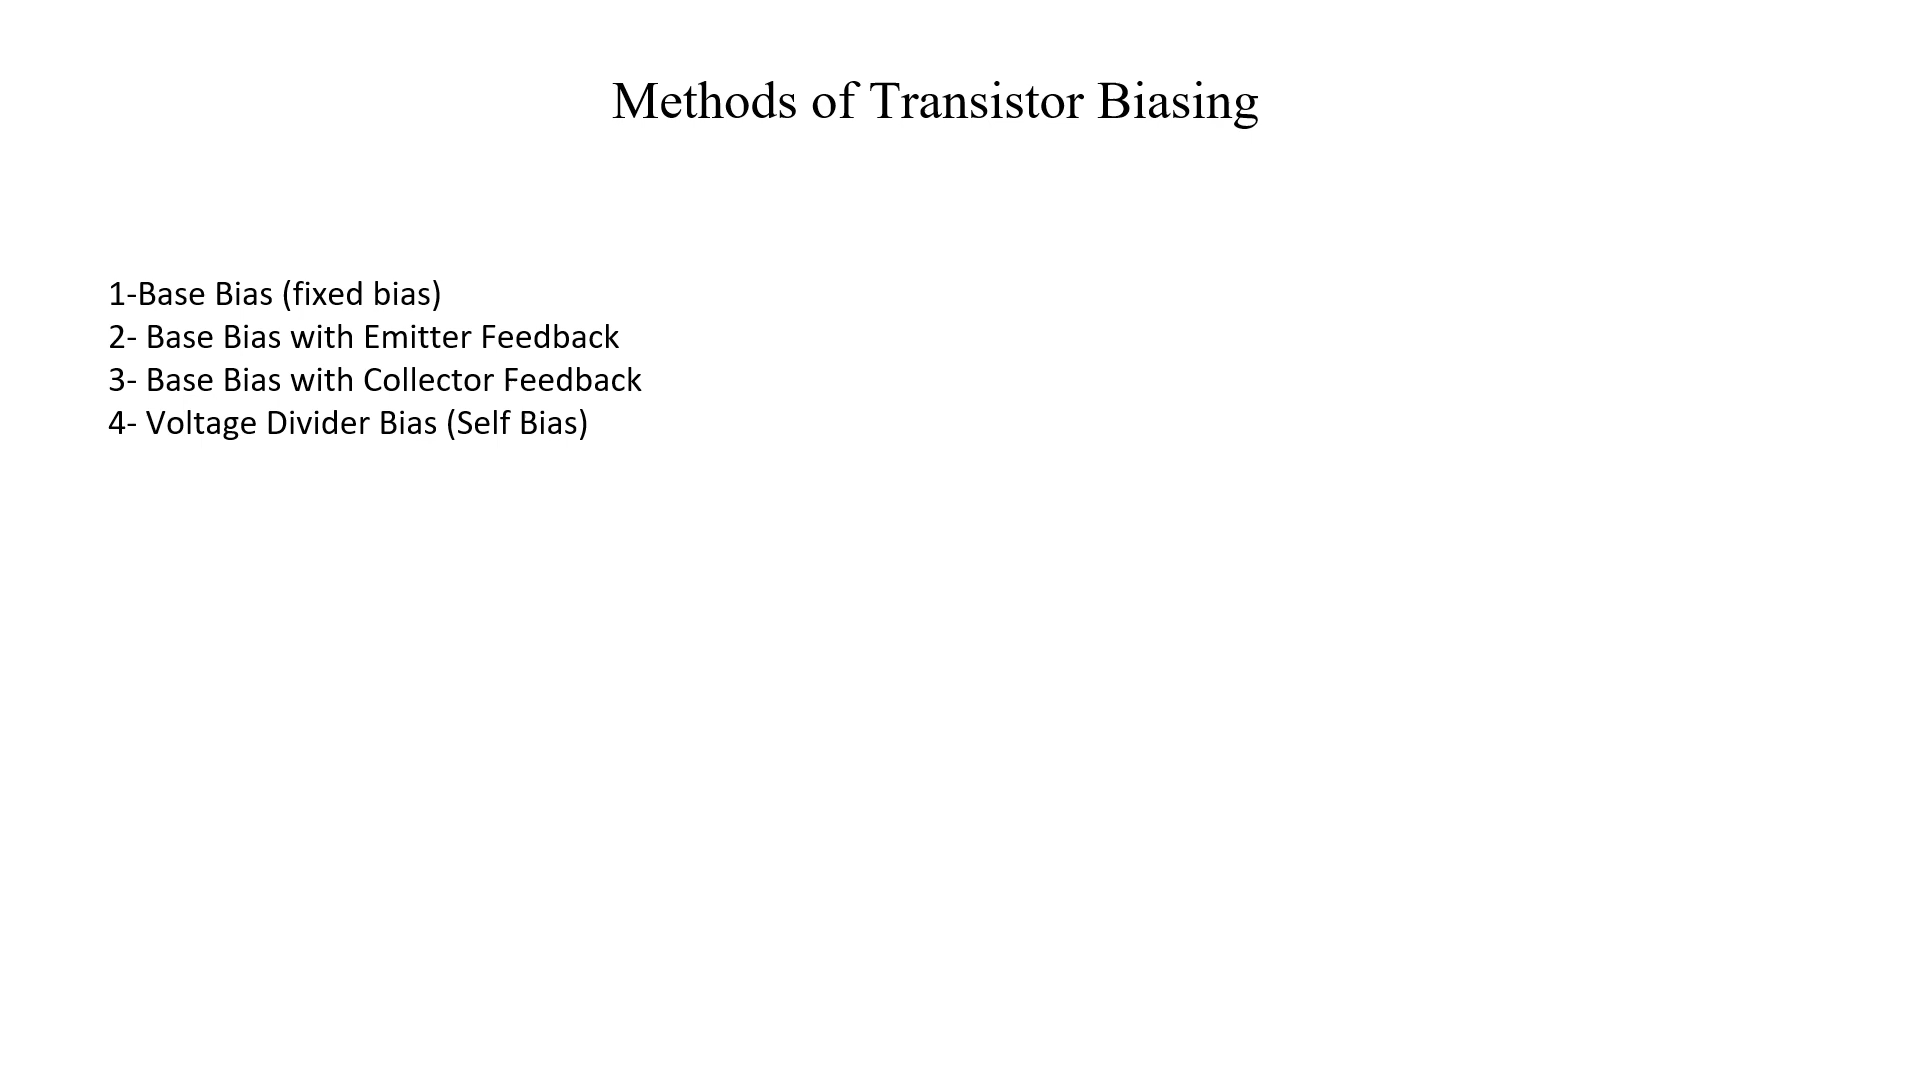 Methods of Transistor Biasing
1-Base Bias (fixed bias)
2- Base Bias with Emitter Feedback
3- Base Bias with Collector Feedback
4- Voltage Divider Bias (Self Bias)